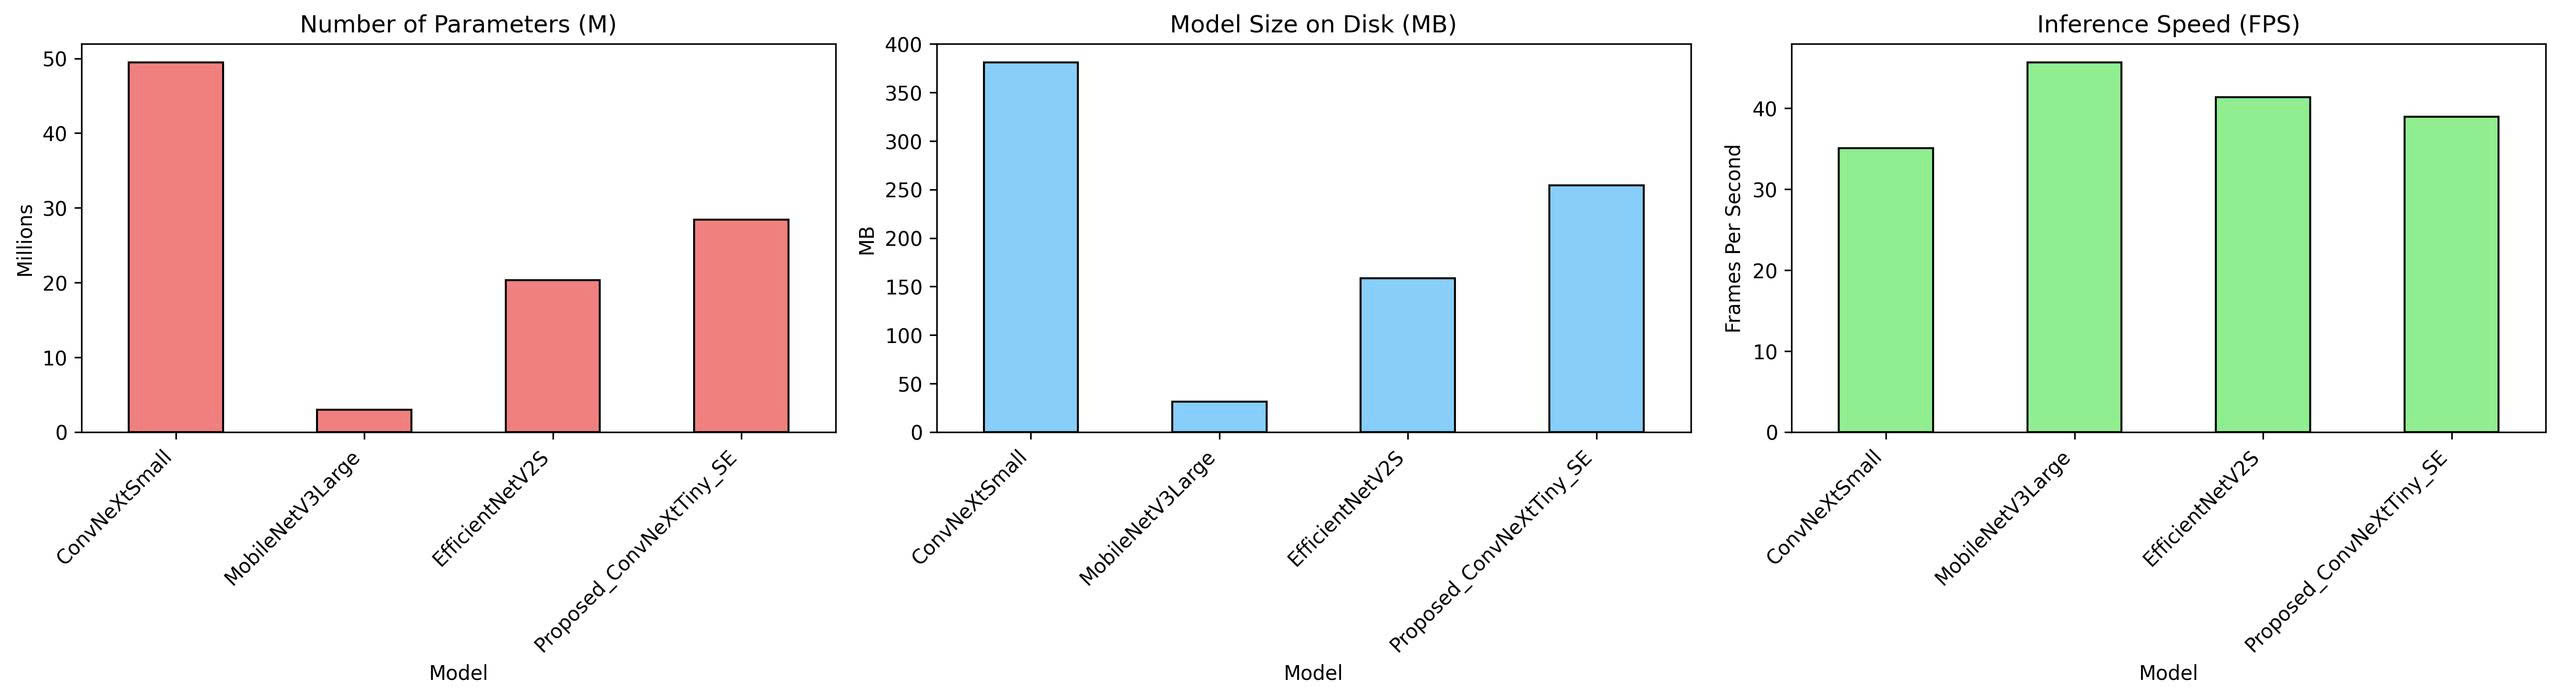 Number of Parameters (M)
Millions
50
40
30
20
10
0
ConvNeXtSmall
MobileNetV3Large
EfficientNetV2S
Proposed_ConvNeXtTiny_SE
Model
Model Size on Disk (MB)
MB
400
350
300
250
200
150
100
50
0
ConvNeXtSmall
MobileNetV3Large
EfficientNetV2S
Proposed_ConvNeXtTiny_SE
Model
Inference Speed (FPS)
Frames Per Second
40
30
20
10
0
ConvNeXtSmall
MobileNetV3Large
EfficientNetV2S
Proposed_ConvNeXtTiny_SE
Model